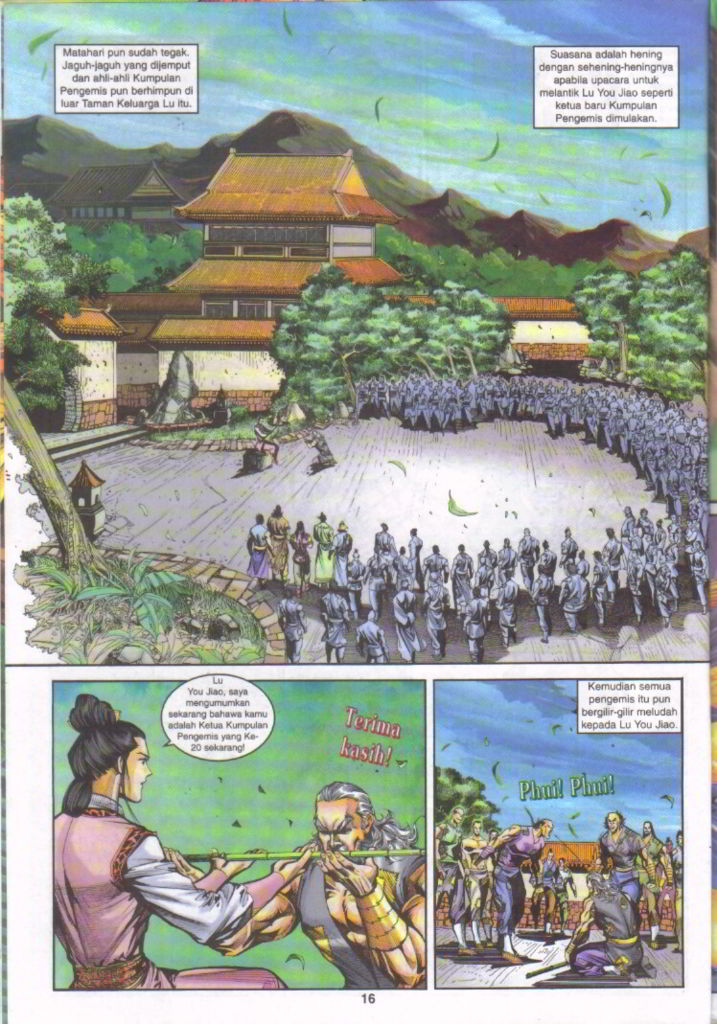 Matahari pun sudah tegak.
Jaguh-jaguh yang dijemput
dan ahli-ahli Kumpulan
Pengemis pun berhimpun di
luar Taman Keluarga Lu itu.
Suasana adalah hening
dengan sehening-heningnya
apabila upacara untuk
melantik Lu You Jiao seperti
ketua baru Kumpulan
Pengemis dimulakan.
Lu
You Jiao, saya
mengumumkan
sekarang bahawa kamu
adalah Ketua Kumpulan
Pengemis yang Ke-
20 sekarang!
Terima
kasih!
Kemudian semua
pengemis itu pun
bergilir-gilir meludah
kepada Lu You Jiao.
Phui! Phui!
16